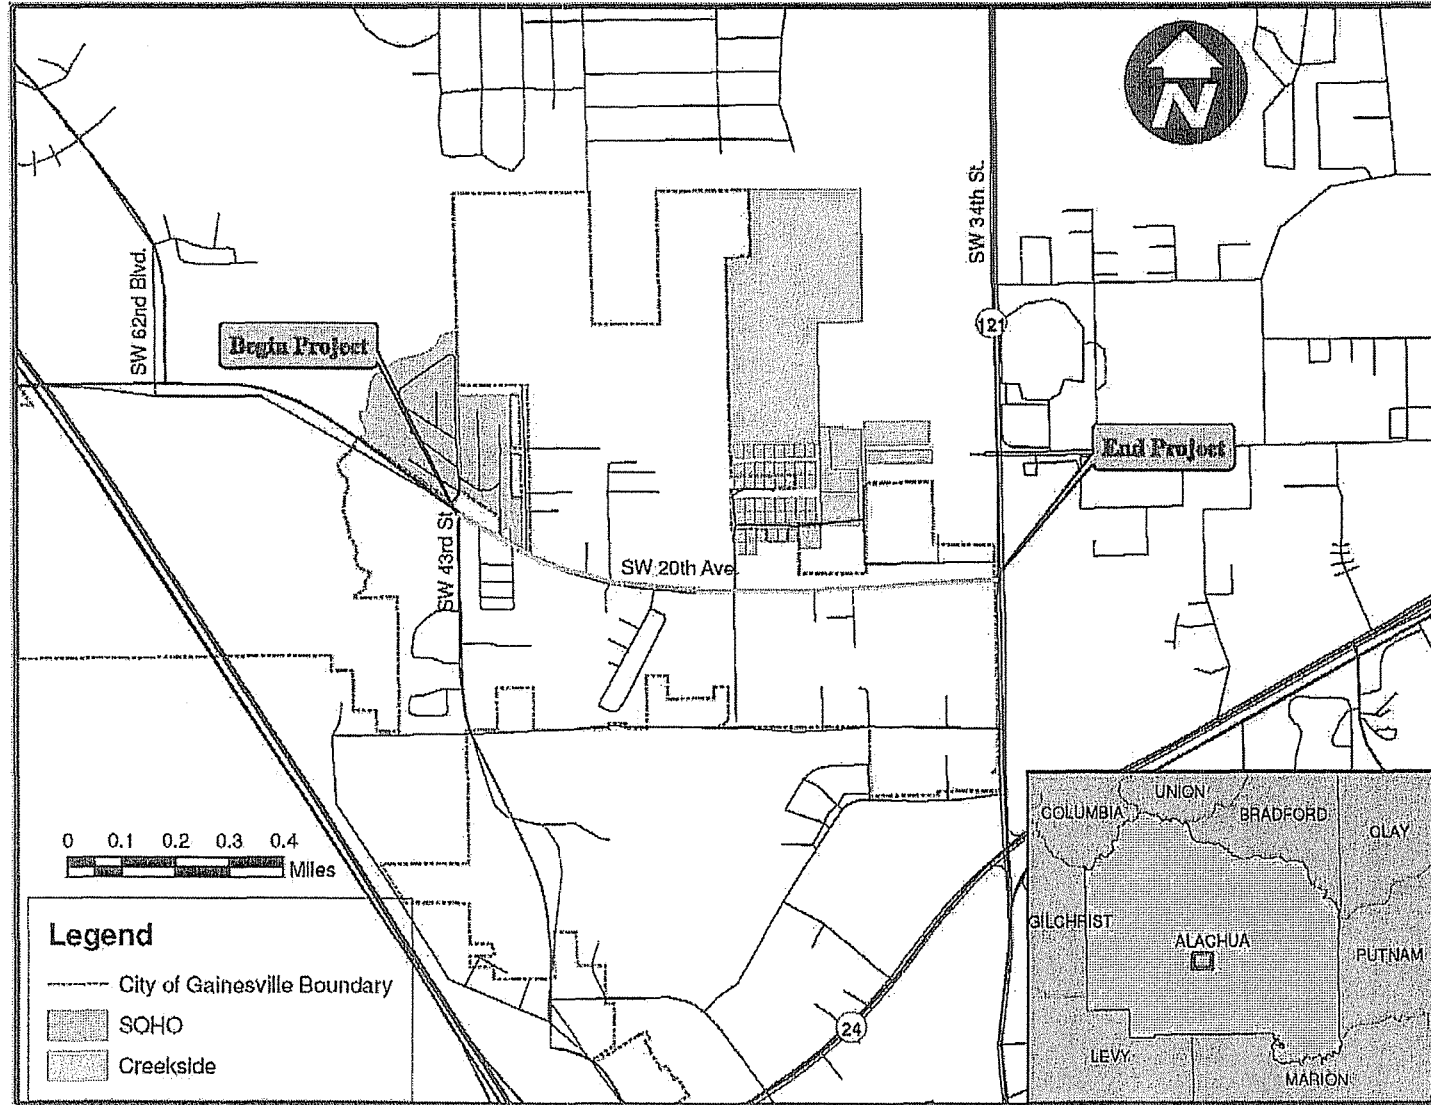 N
SW 34th St.
SW 62nd Blvd.
121
Begin Project
End Project
SW 43rd St.
SW 20th Ave.
0 0.1 0.2 0.3 0.4
Miles
Legend
City of Gainesville Boundary
SOHO
Creekside
24
UNION
COLUMBIA
BRADFORD
CLAY
GILCHRIST
ALACHUA
PUTNAM
LEVY
MARION